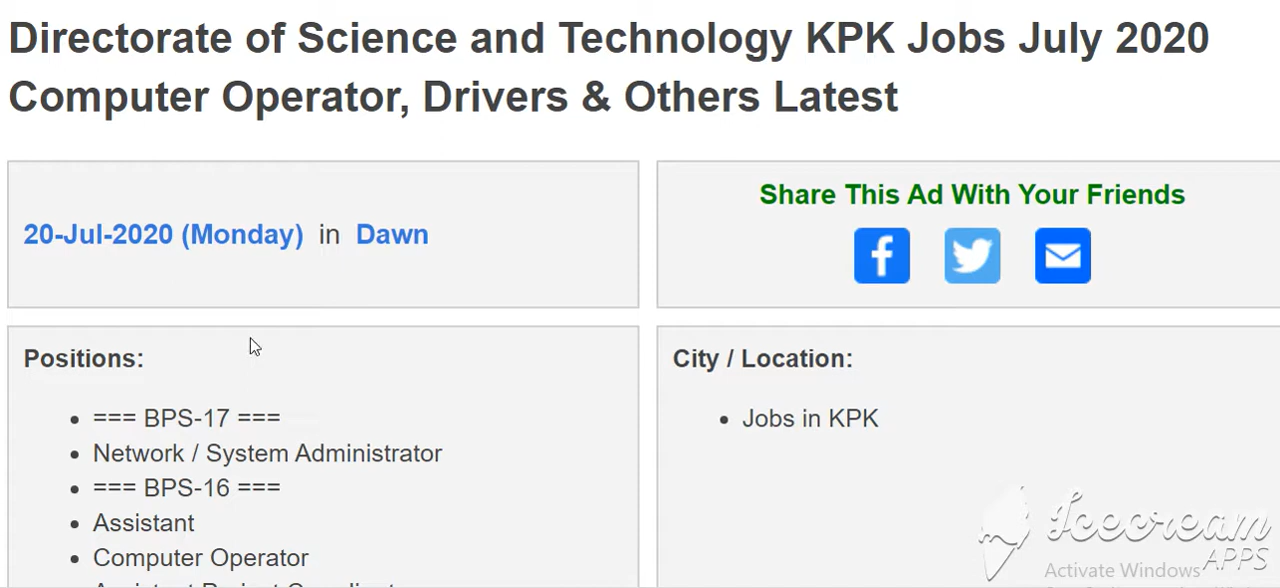 Directorate of Science and Technology KPK Jobs July 2020
Computer Operator, Drivers & Others Latest
20-Jul-2020 (Monday) in Dawn
Share This Ad With Your Friends
Positions:
=== BPS-17 ===
Network / System Administrator
=== BPS-16 ===
Assistant
Computer Operator
City / Location:
Jobs in KPK
Icecream
APPS
Activate Windows